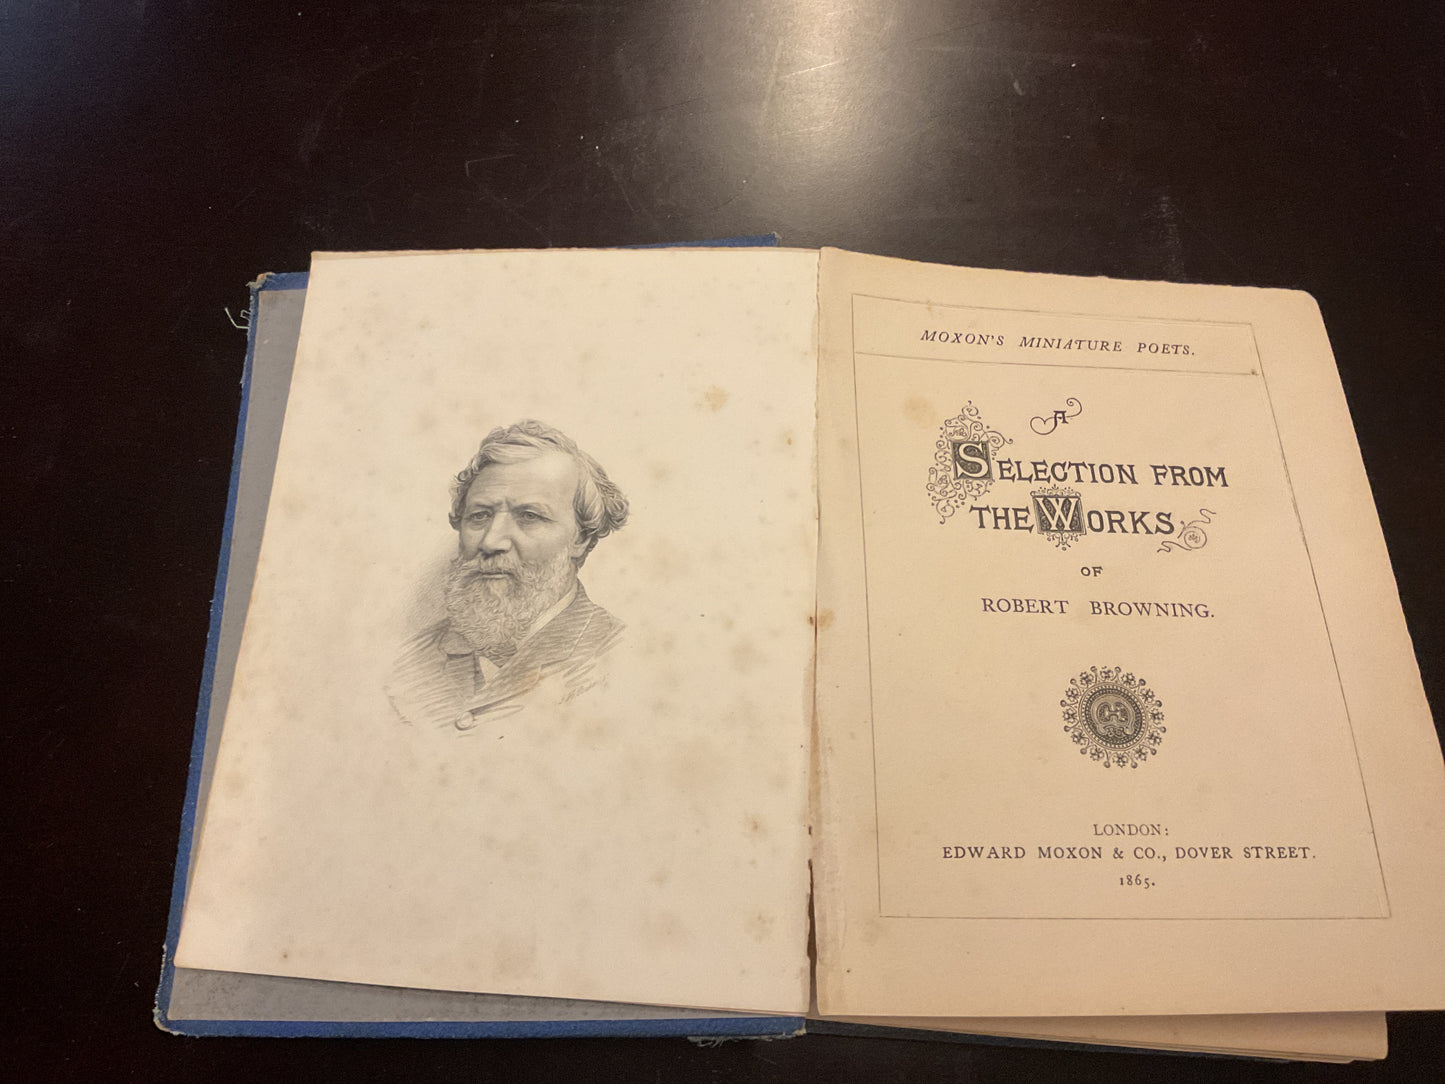 MOXON'S MINIATURE POETS.
A
SELECTION FROM
THE WORKS
OF
ROBERT BROWNING.
LONDON:
EDWARD MOXON & CO., DOVER STREET.
1865.